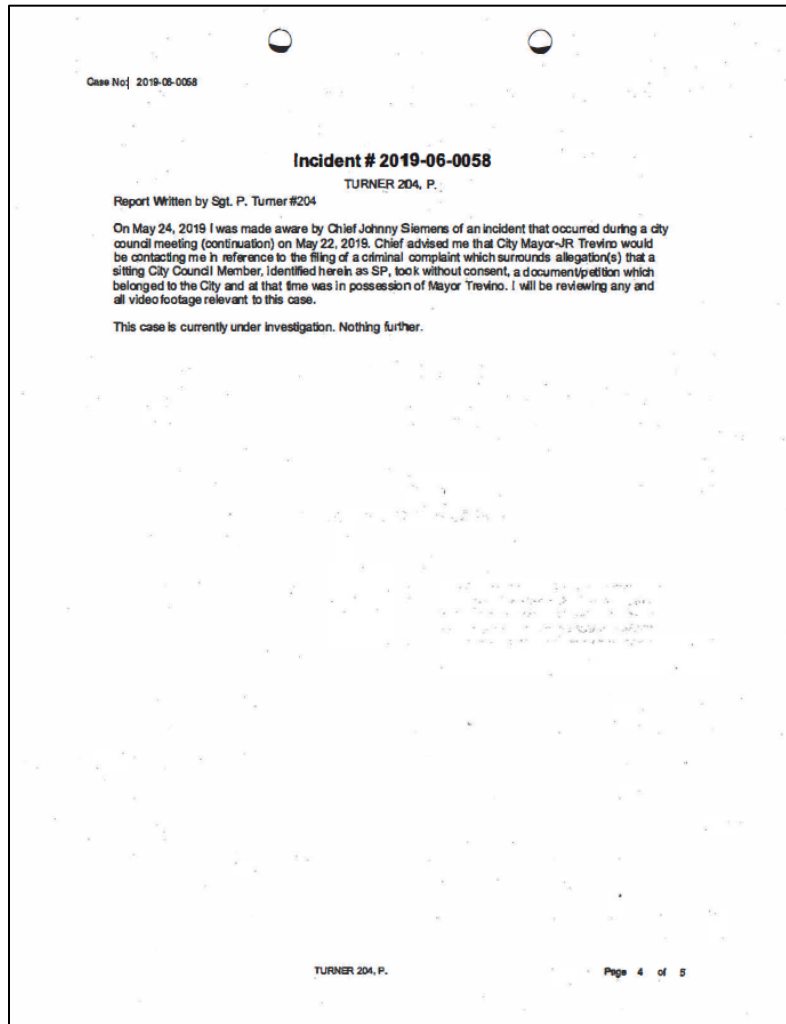 Case No: 2019-06-0058
Incident # 2019-06-0058
TURNER 204, P.
Report Written by Sgt. P. Turner #204
On May 24, 2019 I was made aware by Chief Johnny Siemens of an incident that occurred during a city
council meeting (continuation) on May 22, 2019. Chief advised me that City Mayor-JR Trevino would
be contacting me in reference to the filing of a criminal complaint which surrounds allegation(s) that a
sitting City Council Member, identified herein as SP, took without consent, a document/petition which
belonged to the City and at that time was in possession of Mayor Trevino. I will be reviewing any and
all video footage relevant to this case.
This case is currently under investigation. Nothing further.
TURNER 204, P.
Page 4 of 5